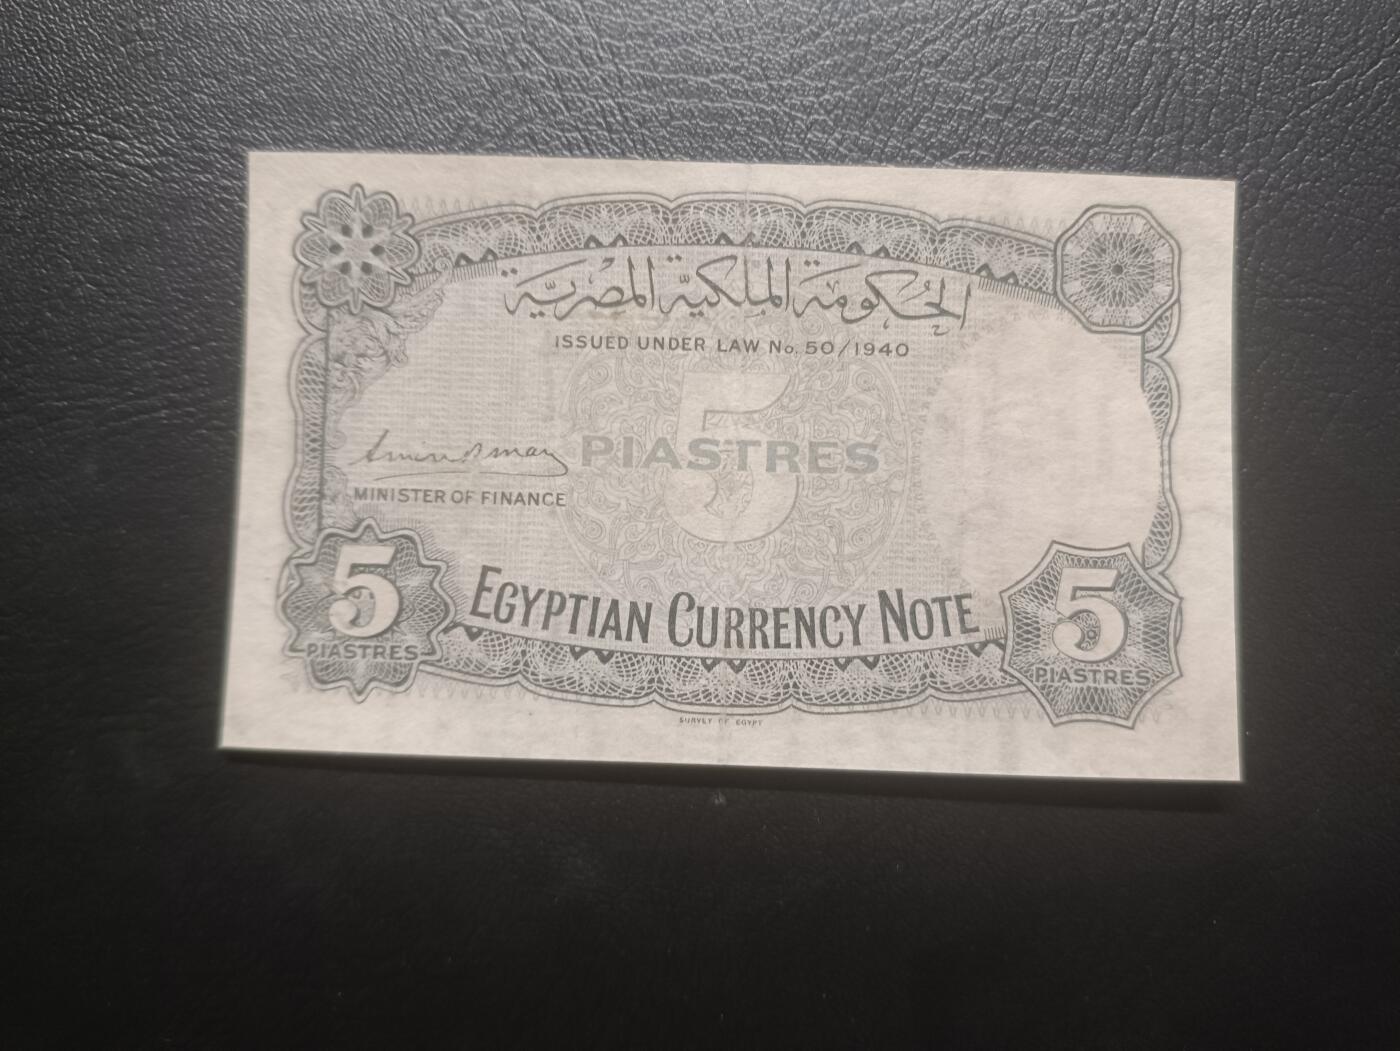 الحكومة الملكية المصرية
ISSUED UNDER LAW No. 50/1940
5
PIASTRES
MINISTER OF FINANCE
5
PIASTRES
EGYPTIAN CURRENCY NOTE
5
PIASTRES
SURVEY OF EGYPT